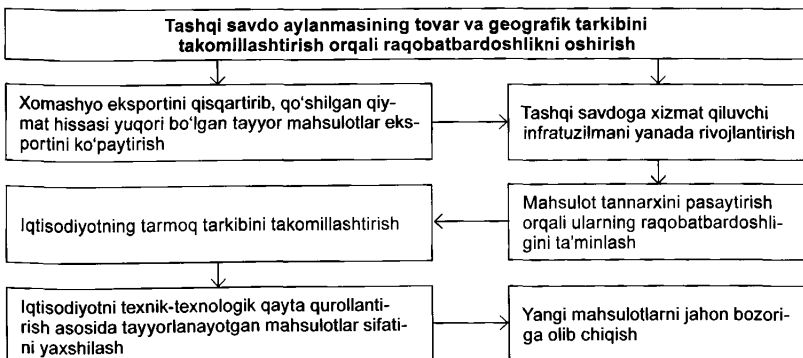 Tashqi savdo aylanmasining tovar va geografik tarkibini
takomillashtirish orqali raqobatbardoshlikni oshirish
Xomashyo eksportini qisqartirib, qo‘shilgan qiy-
mat hissasi yuqori bo‘lgan tayyor mahsulotlar eks-
portini ko‘paytirish
Tashqi savdoga xizmat qiluvchi
infratuzilmani yanada rivojlantirish
Iqtisodiyotning tarmoq tarkibini takomillashtirish
Mahsulot tannarxini pasaytirish
orqali ularning raqobatbardoshli-
gini ta'minlash
Iqtisodiyotni texnik-texnologik qayta qurollanti-
rish asosida tayyorlanayotgan mahsulotlar sifati-
ni yaxshilash
Yangi mahsulotlarni jahon bozori-
ga olib chiqish